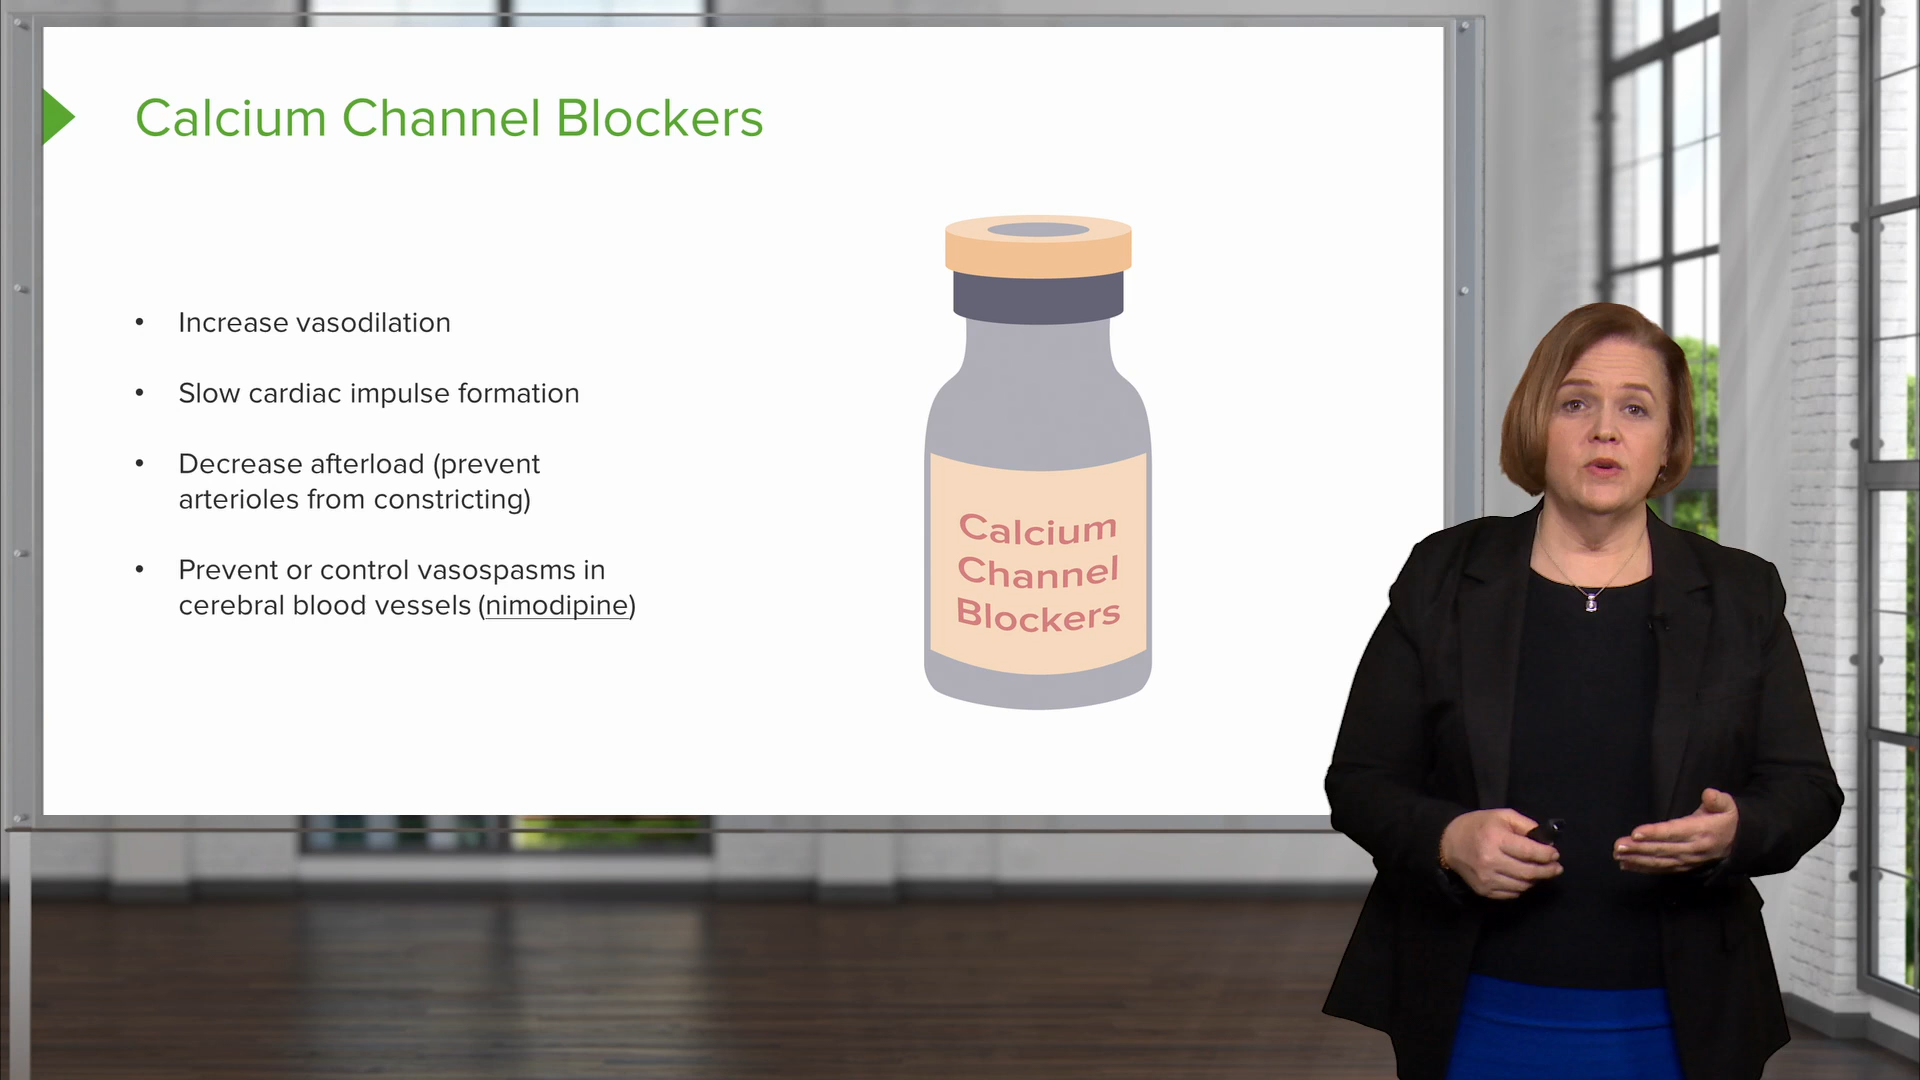 Calcium Channel Blockers
• Increase vasodilation
• Slow cardiac impulse formation
• Decrease afterload (prevent
arterioles from constricting)
• Prevent or control vasospasms in
cerebral blood vessels (nimodipine)
Calcium
Channel
Blockers